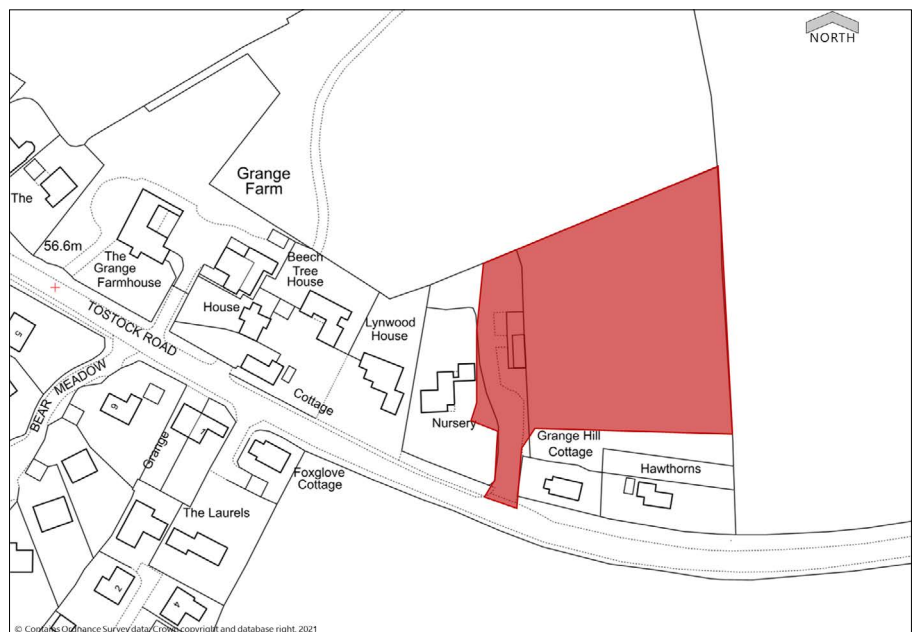 NORTH
Grange
Farm
The
56.6m
The
Grange
Farmhouse
Beech
Tree
House
House
TOSTOCK ROAD
Lynwood
House
5
BEAR MEADOW
9
Cottage
Nursery
Grange Hill
Cottage
Hawthorns
Grange
7
Foxglove
Cottage
The Laurels
2
4
© Contains Ordnance Survey data, Crown copyright and database right, 2021